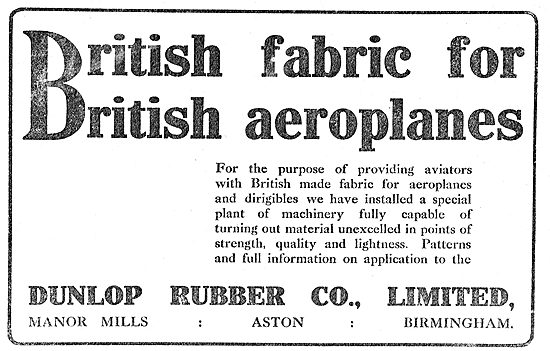 British fabric for
British aeroplanes
For the purpose of providing aviators
with British made fabric for aeroplanes
and dirigibles we have installed a special
plant of machinery fully capable of
turning out material unexcelled in points of
strength, quality and lightness. Patterns
and full information on application to the
DUNLOP RUBBER CO., LIMITED,
MANOR MILLS : ASTON : BIRMINGHAM.